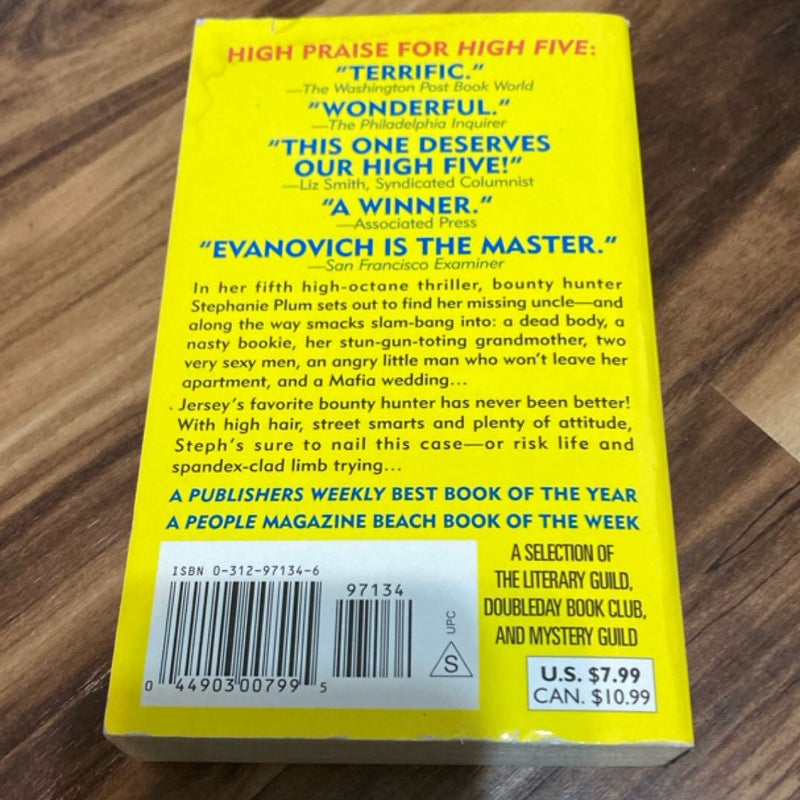 HIGH PRAISE FOR HIGH FIVE:
"TERRIFIC."
—The Washington Post Book World
"WONDERFUL."
—The Philadelphia Inquirer
"THIS ONE DESERVES
OUR HIGH FIVE!"
—Liz Smith, Syndicated Columnist
"A WINNER."
—Associated Press
"EVANOVICH IS THE MASTER."
—San Francisco Examiner
In her fifth high-octane thriller, bounty hunter
Stephanie Plum sets out to find her missing uncle—and
along the way smacks slam-bang into: a dead body, a
nasty bookie, her stun-gun-toting grandmother, two
very sexy men, an angry little man who won't leave her
apartment, and a Mafia wedding...
Jersey's favorite bounty hunter has never been better!
With high hair, street smarts and plenty of attitude,
Steph's sure to nail this case—or risk life and
spandex-clad limb trying...
A PUBLISHERS WEEKLY BEST BOOK OF THE YEAR
A PEOPLE MAGAZINE BEACH BOOK OF THE WEEK
ISBN 0-312-97134-6
97134
0 44903 00799 5
UPC
S
A SELECTION OF
THE LITERARY GUILD,
DOUBLEDAY BOOK CLUB,
AND MYSTERY GUILD
U.S. $7.99
CAN. $10.99